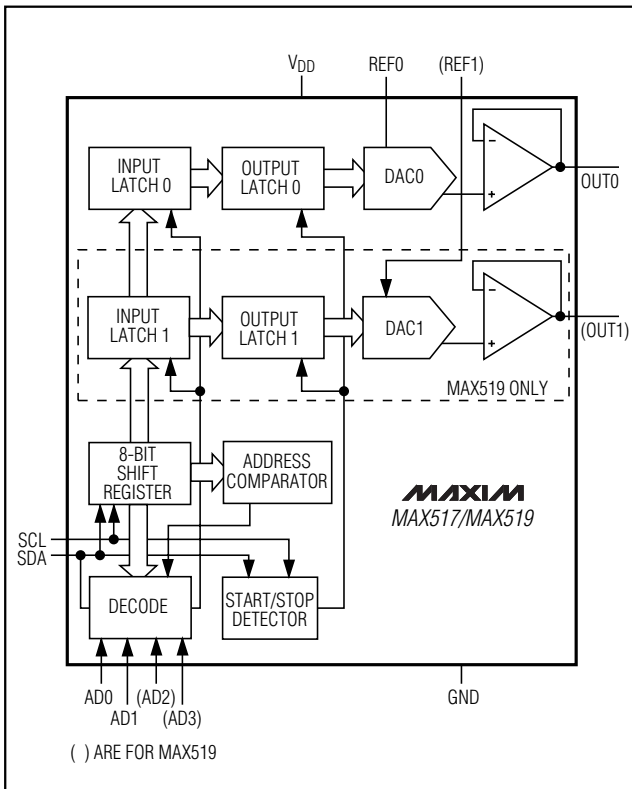 VDD REF0 (REF1)
INPUT
LATCH 0
OUTPUT
LATCH 0
DAC0
−
+
OUT0
INPUT
LATCH 1
OUTPUT
LATCH 1
DAC1
−
+
(OUT1)
MAX519 ONLY
8-BIT
SHIFT
REGISTER
ADDRESS
COMPARATOR
MAXIM
MAX517/MAX519
SCL
SDA
DECODE
START/STOP
DETECTOR
AD0
AD1
(AD2)
(AD3)
GND
( ) ARE FOR MAX519